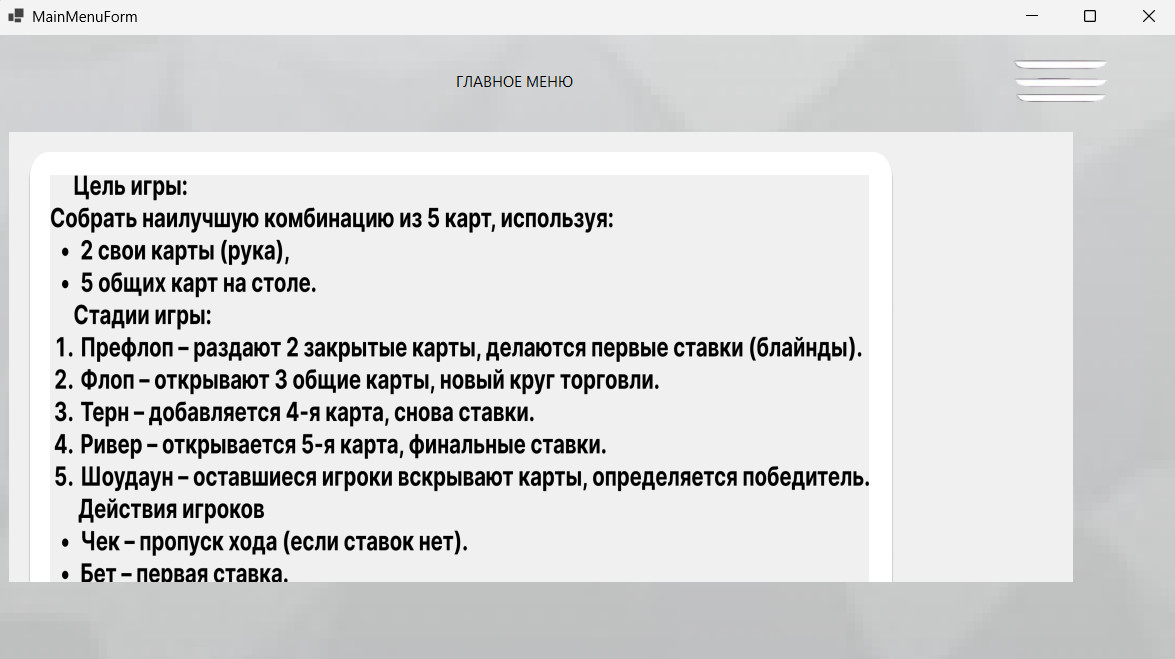 MainMenuForm
ГЛАВНОЕ МЕНЮ
Цель игры:
Собрать наилучшую комбинацию из 5 карт, используя:
• 2 свои карты (рука),
• 5 общих карт на столе.
Стадии игры:
1. Префлоп – раздают 2 закрытые карты, делаются первые ставки (блайнды).
2. Флоп – открывают 3 общие карты, новый круг торговли.
3. Терн – добавляется 4-я карта, снова ставки.
4. Ривер – открывается 5-я карта, финальные ставки.
5. Шоудаун – оставшиеся игроки вскрывают карты, определяется победитель.
Действия игроков
• Чек – пропуск хода (если ставок нет).
• Бет – первая ставка.